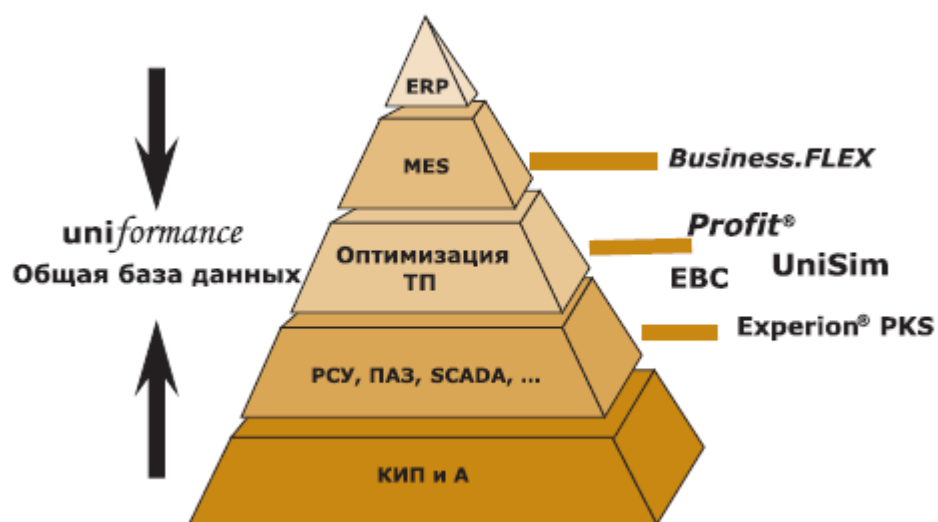 ERP
MES
Business.FLEX
uniformance
Общая база данных
Оптимизация
ТП
Profit®
EBC
UniSim
РСУ, ПАЗ, SCADA, ...
Experion® PKS
КИП и А